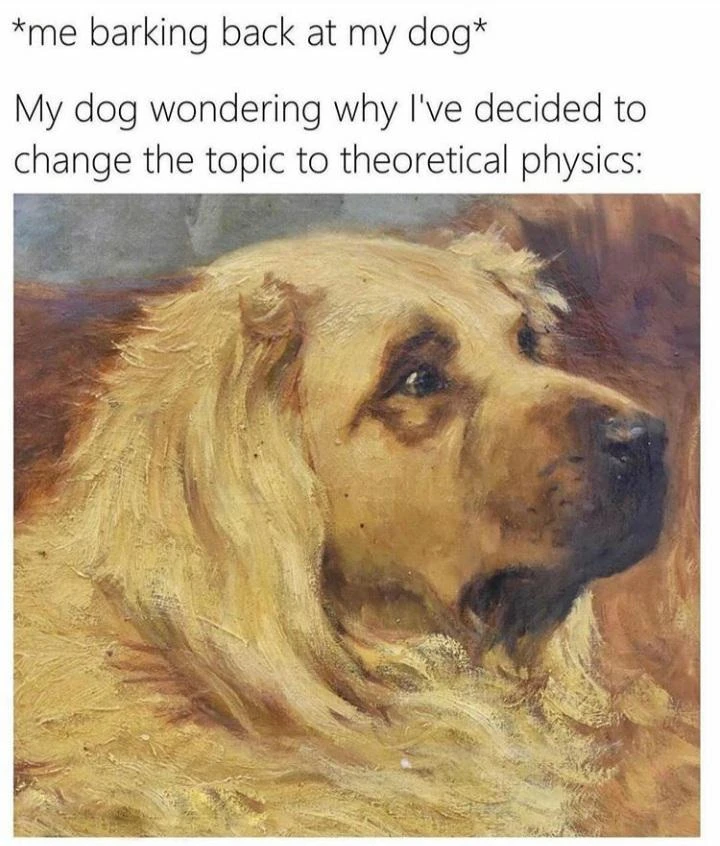 *me barking back at my dog*
My dog wondering why I've decided to
change the topic to theoretical physics: